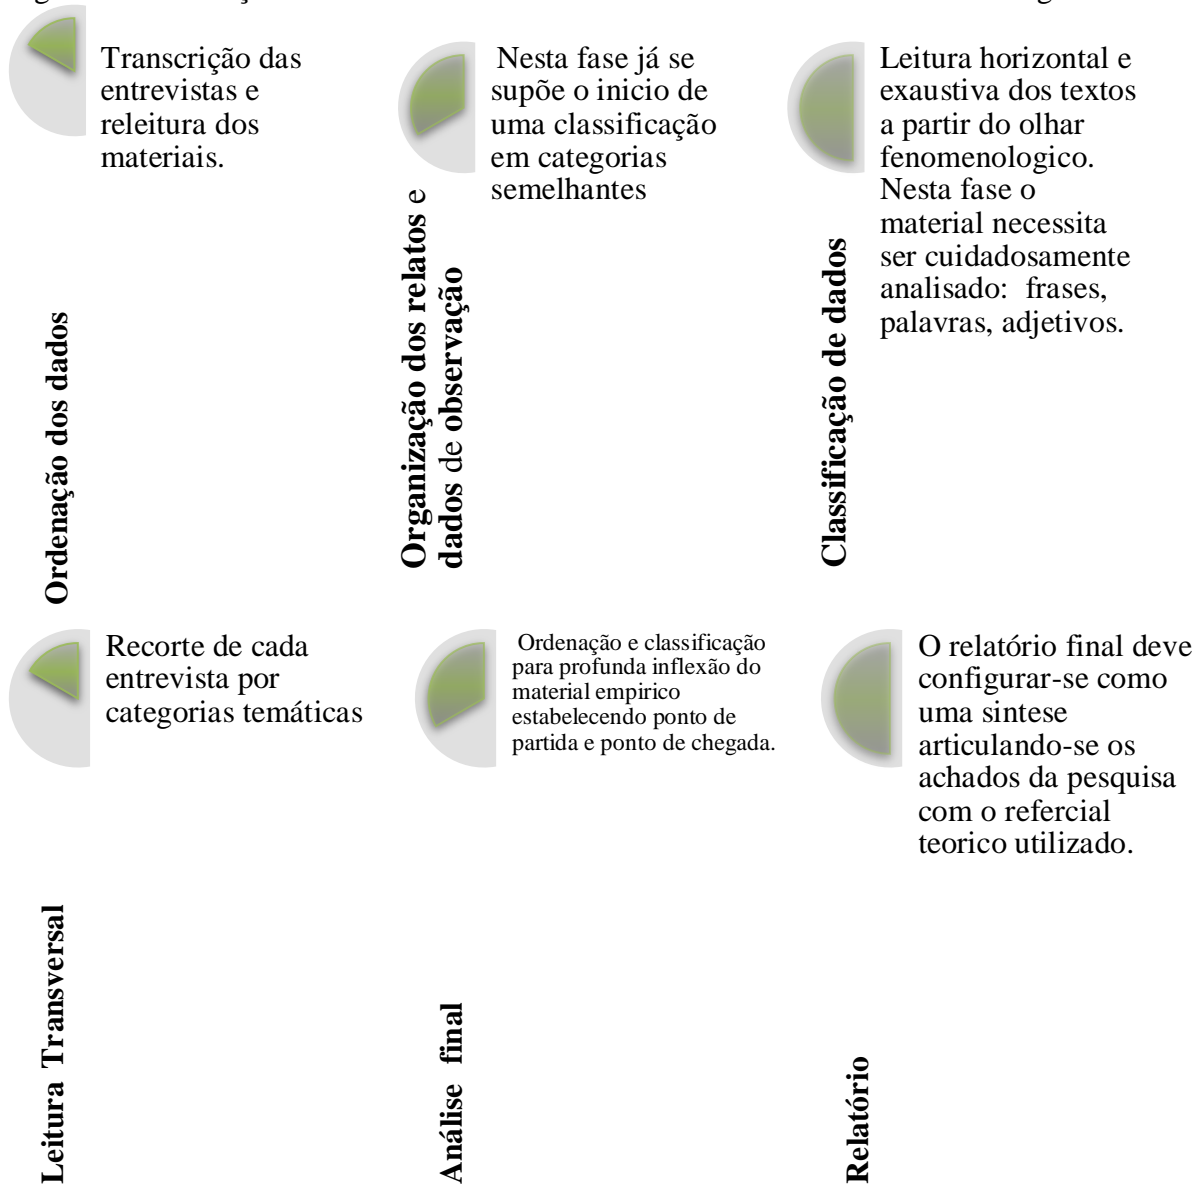 Transcrição das
entrevistas e
releitura dos
materiais.
Ordenação dos dados
Nesta fase já se
supõe o inicio de
uma classificação
em categorias
semelhantes
Organização dos relatos e
dados de observação
Leitura horizontal e
exaustiva dos textos
a partir do olhar
fenomenologico.
Nesta fase o
material necessita
ser cuidadosamente
analisado: frases,
palavras, adjetivos.
Classificação de dados
Recorte de cada
entrevista por
categorias temáticas
Leitura Transversal
Ordenação e classificação
para profunda inflexão do
material empirico
estabelecendo ponto de
partida e ponto de chegada.
Análise final
O relatório final deve
configurar-se como
uma sintese
articulando-se os
achados da pesquisa
com o refercial
teorico utilizado.
Relatório